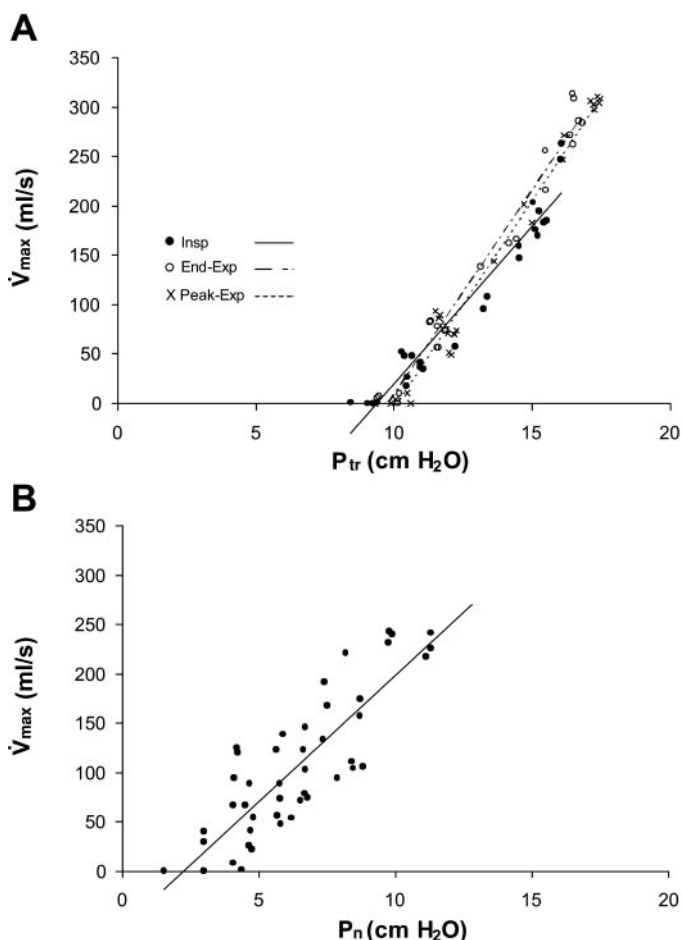 A
350
300
250
200
150
100
50
0
V̇max (ml/s)
Insp
End-Exp
X Peak-Exp
0 5 10 15 20
Ptr (cm H2O)
B
350
300
250
200
150
100
50
0
V̇max (ml/s)
0 5 10 15 20
Pn (cm H2O)